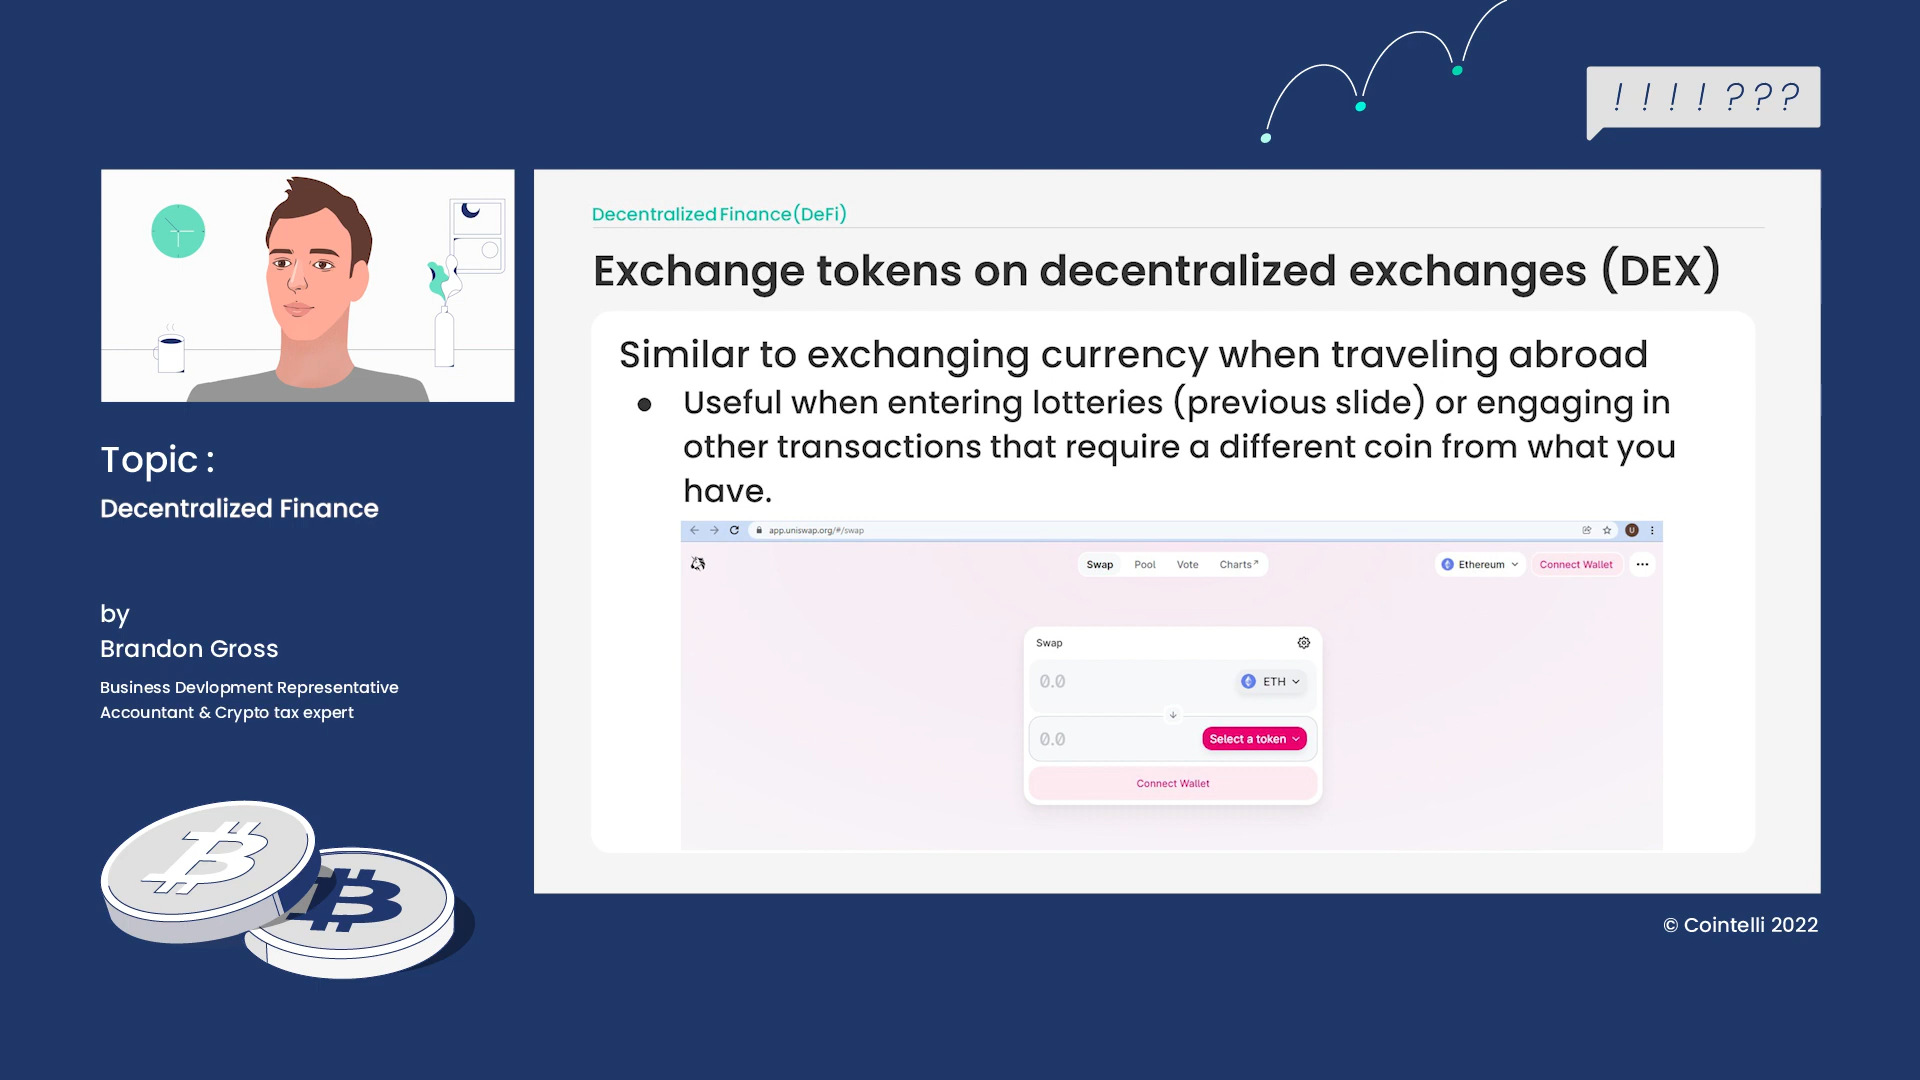 ! ! ! ! ? ? ?
Decentralized Finance(DeFi)
Exchange tokens on decentralized exchanges (DEX)
Similar to exchanging currency when traveling abroad
● Useful when entering lotteries (previous slide) or engaging in
other transactions that require a different coin from what you
have.
app.uniswap.org/#/swap
U
Swap Pool Vote Charts↗
Ethereum Connect Wallet ...
Swap
0.0 ETH
0.0 Select a token
Connect Wallet
Topic :
Decentralized Finance
by
Brandon Gross
Business Devlopment Representative
Accountant & Crypto tax expert
© Cointelli 2022